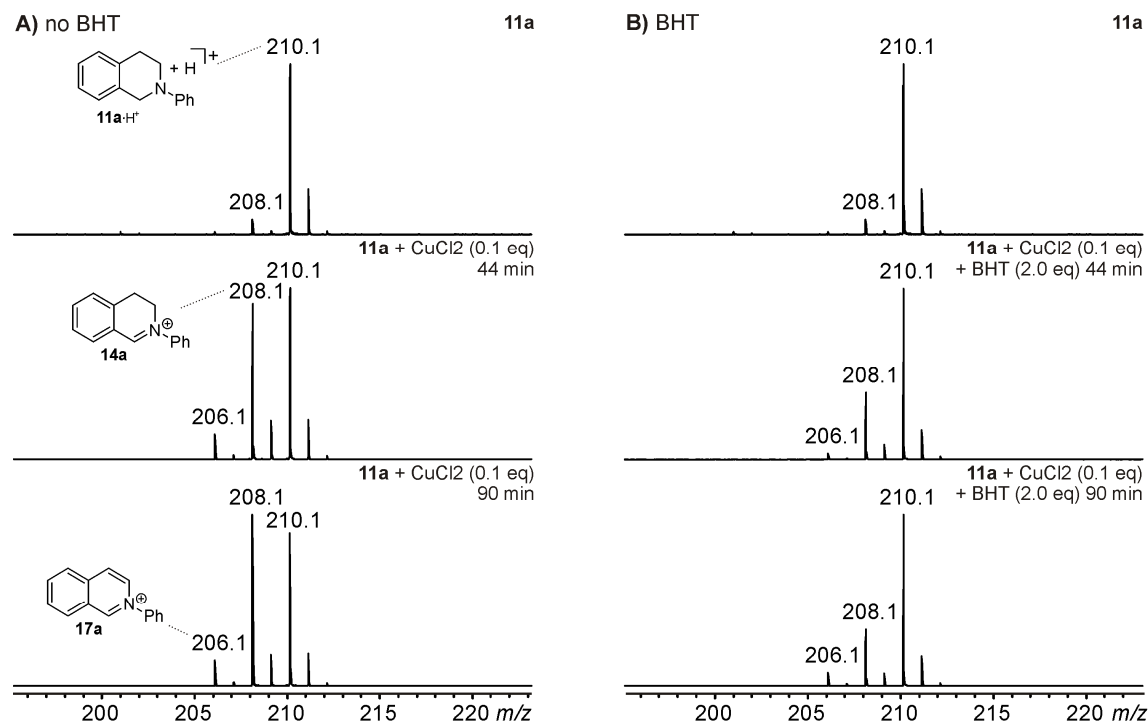 A) no BHT
11a
210.1
+ H
+
N
Ph
11a·H⁺
208.1
11a + CuCl2 (0.1 eq)
44 min
210.1
208.1
N
⊕
Ph
14a
206.1
11a + CuCl2 (0.1 eq)
90 min
208.1
210.1
N
⊕
Ph
17a
206.1
200 205 210 215 220 m/z
B) BHT
11a
210.1
208.1
11a + CuCl2 (0.1 eq)
+ BHT (2.0 eq) 44 min
210.1
208.1
206.1
11a + CuCl2 (0.1 eq)
+ BHT (2.0 eq) 90 min
210.1
208.1
206.1
200 205 210 215 220 m/z